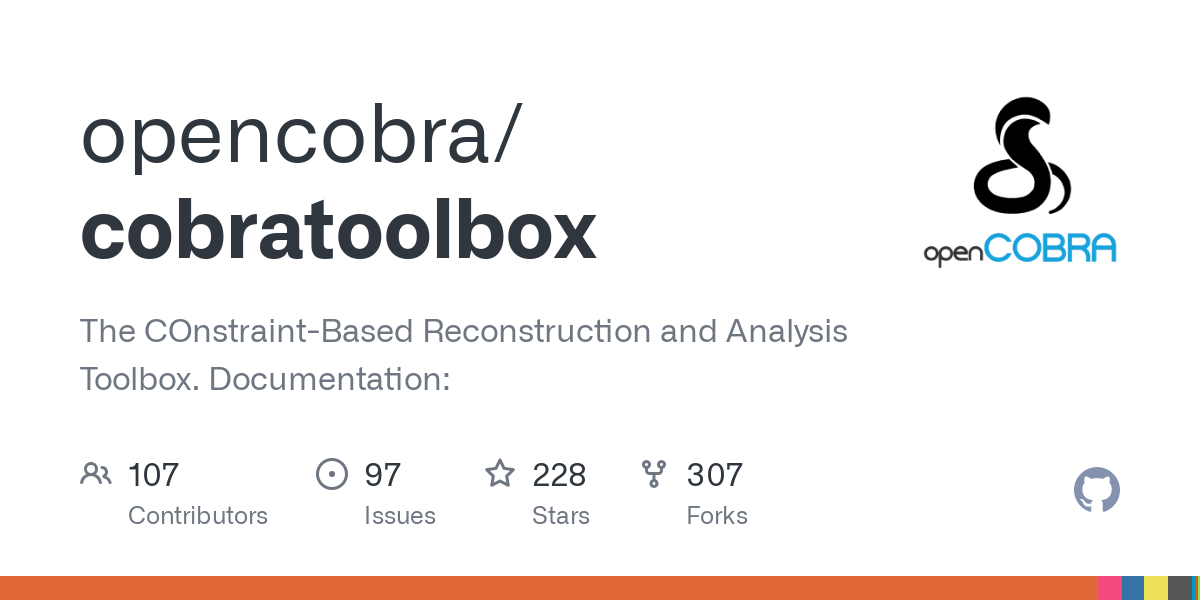 opencobra/
cobratoolbox
openCOBRA
The COnstraint-Based Reconstruction and Analysis
Toolbox. Documentation:
107
Contributors
97
Issues
228
Stars
307
Forks